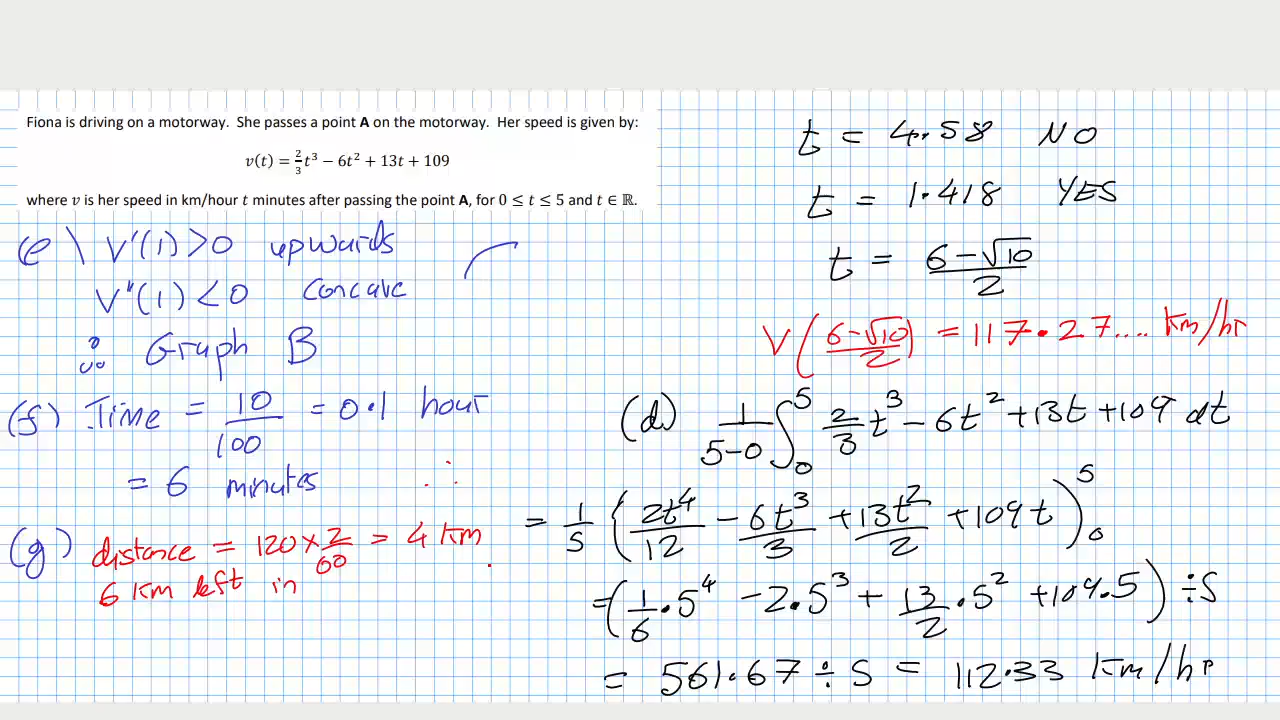 Fiona is driving on a motorway. She passes a point A on the motorway. Her speed is given by:
v(t) = 2/3 t³ − 6t² + 13t + 109
where v is her speed in km/hour t minutes after passing the point A, for 0 ≤ t ≤ 5 and t ∈ ℝ.
e \ V'(1) > 0 upwards
V''(1) < 0 Concave
∴ Graph B
(f) Time = 10/100 = 0.1 hour
= 6 minutes
(g) distance = 120 × 2/60 = 4 km
6 km left in
t = 4.58 NO
t = 1.418 YES
t = (6 − √10)/2
V((6 − √10)/2) = 117.27.... km/hr
(d) 1/(5−0) ∫₀⁵ 2/3 t³ − 6t² + 13t + 109 dt
= 1/5 (2t⁴/12 − 6t³/3 + 13t²/2 + 109t)₀⁵
= (1/6 · 5⁴ − 2·5³ + 13/2 · 5² + 109·5) ÷ 5
= 561.67 ÷ 5 = 112.33 km/hr